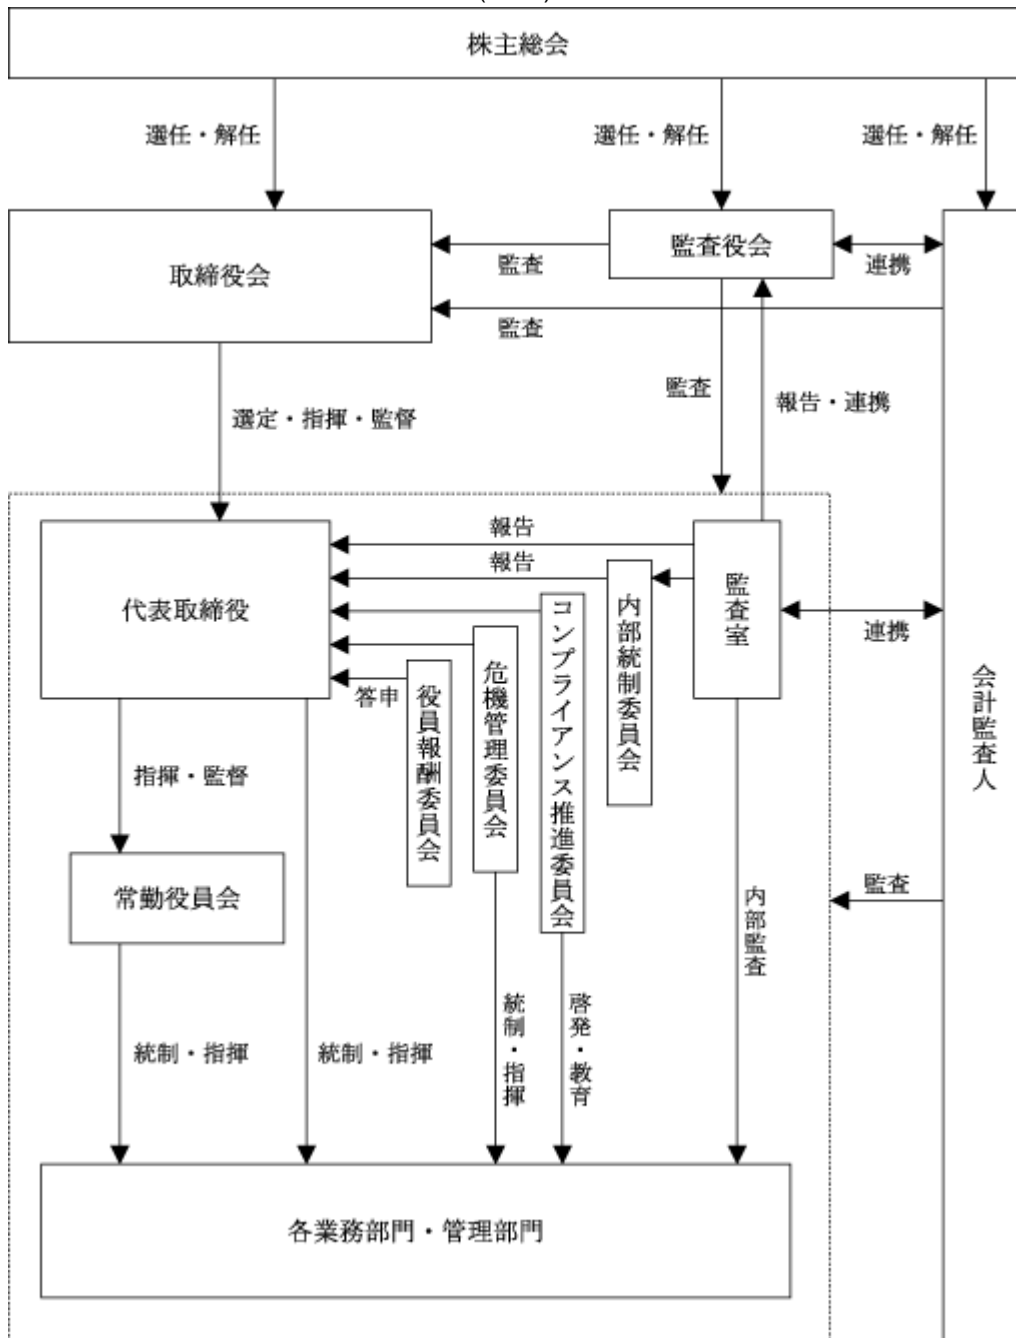 株主総会
選任・解任
選任・解任
選任・解任
取締役会
監査役会
監査
連携
監査
選定・指揮・監督
監査
報告・連携
代表取締役
報告
報告
答申
役員報酬委員会
危機管理委員会
コンプライアンス推進委員会
内部統制委員会
監査室
連携
会計監査人
指揮・監督
常勤役員会
監査
内部監査
統制・指揮
統制・指揮
統制・指揮
啓発・教育
各業務部門・管理部門